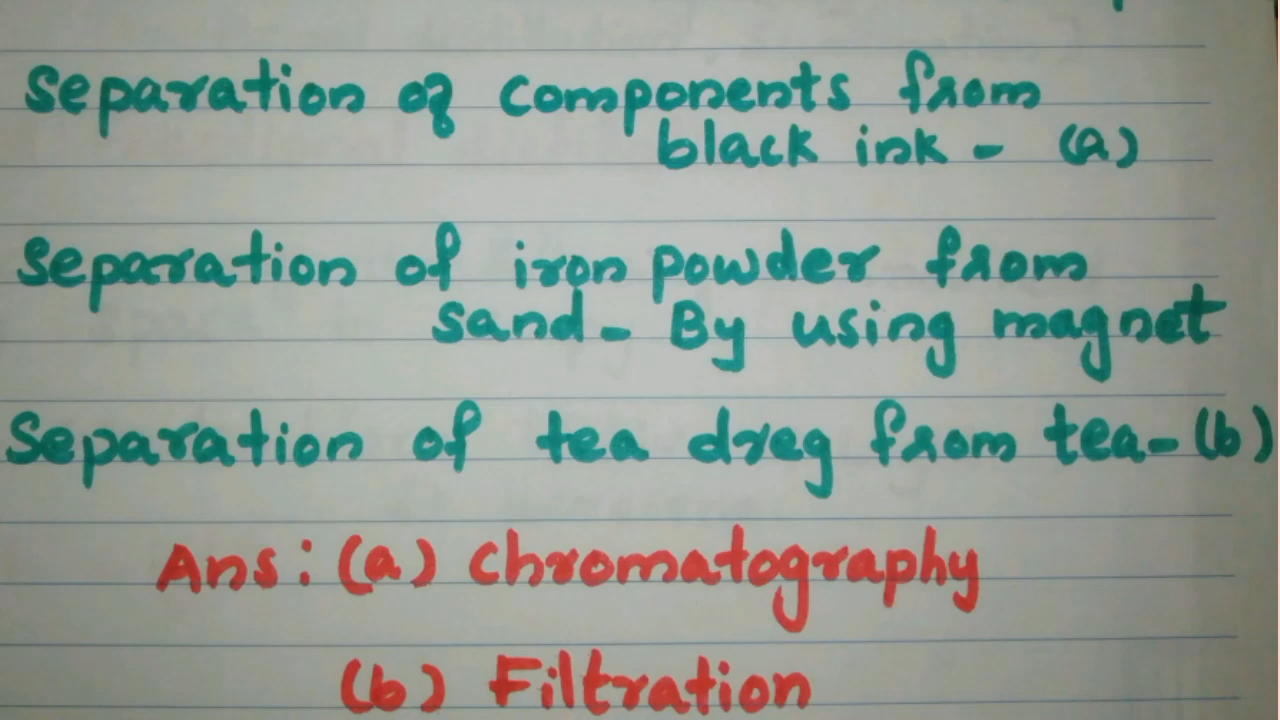 Separation of components from
black ink - (a)
Separation of iron powder from
sand - By using magnet
Separation of tea dreg from tea - (b)
Ans : (a) Chromatography
(b) Filtration